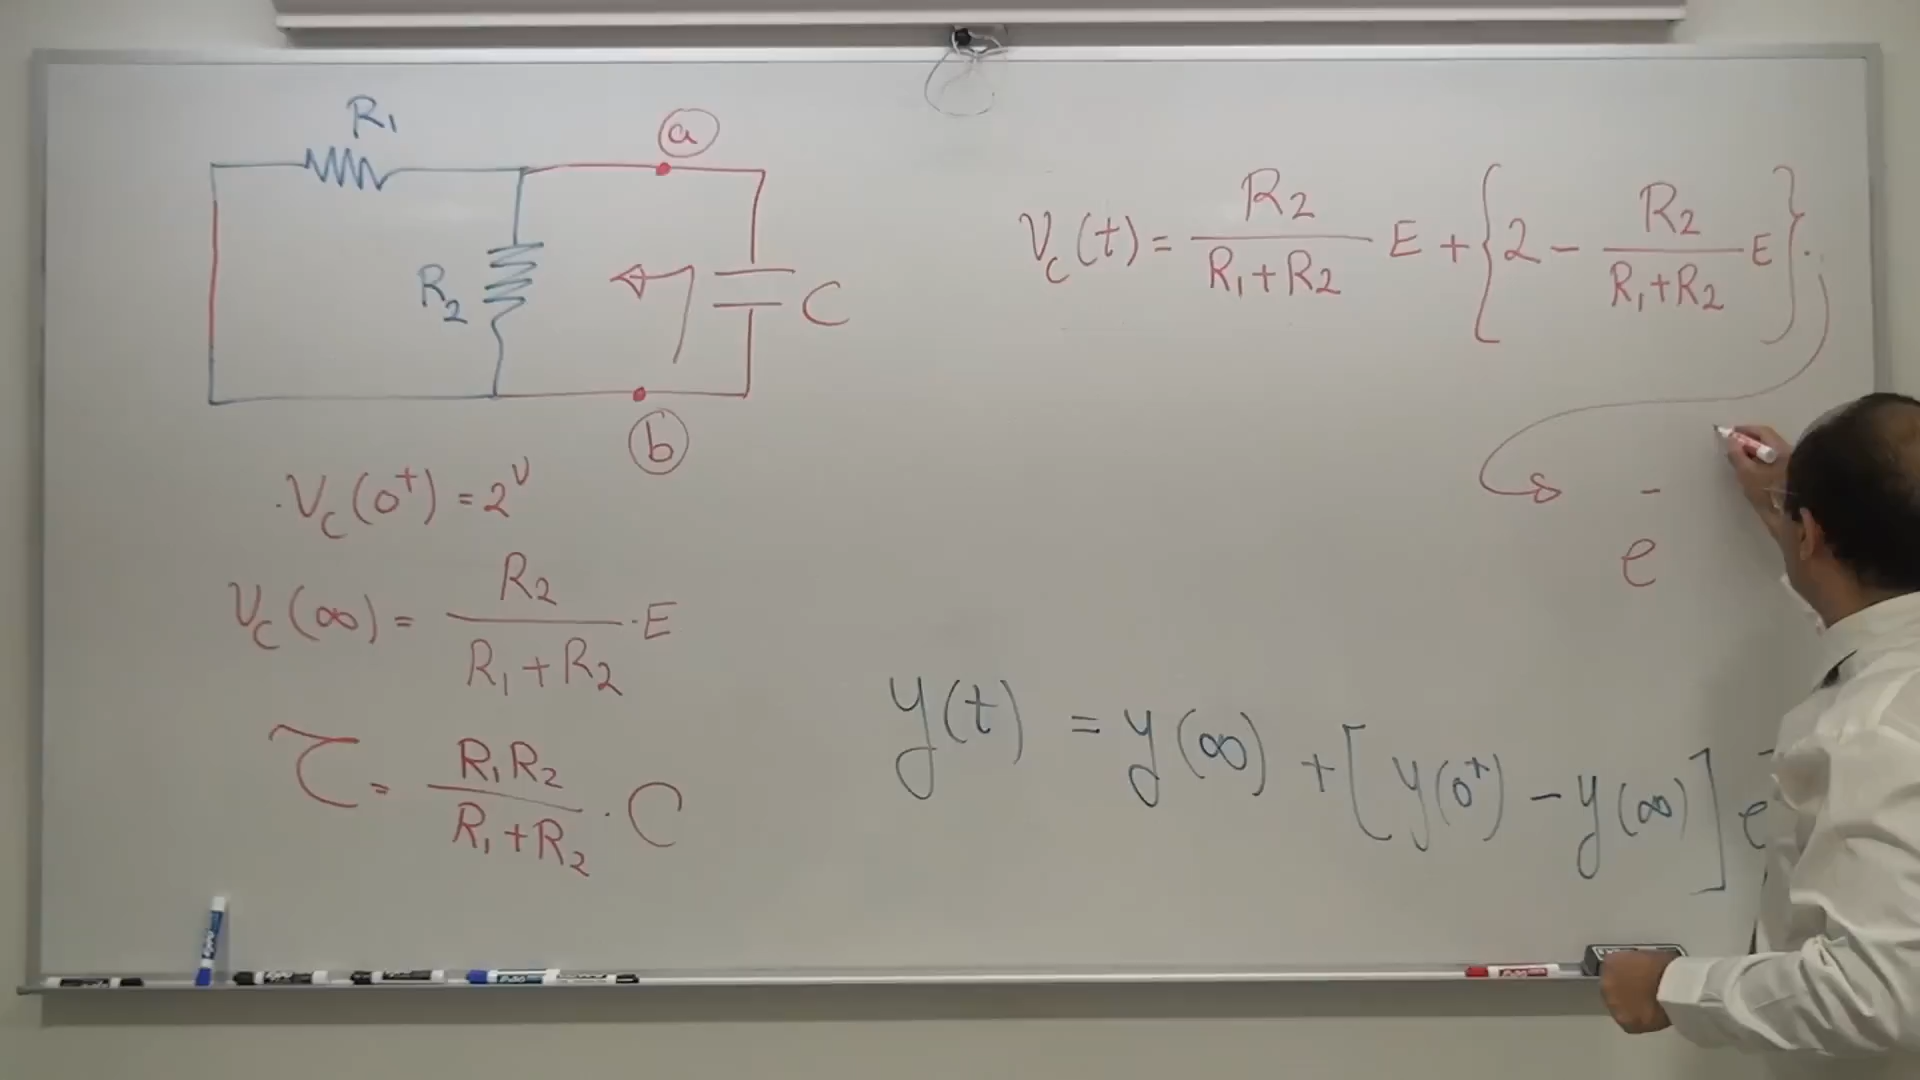 R₁
a
R₂
C
b
V_C(0⁺) = 2^V
V_C(∞) = R₂ / (R₁ + R₂) · E
τ = R₁R₂ / (R₁ + R₂) · C
V_C(t) = R₂ / (R₁ + R₂) E + {2 − R₂ / (R₁ + R₂) E} ·
e^−
y(t) = y(∞) + [y(0⁺) − y(∞)] e^−